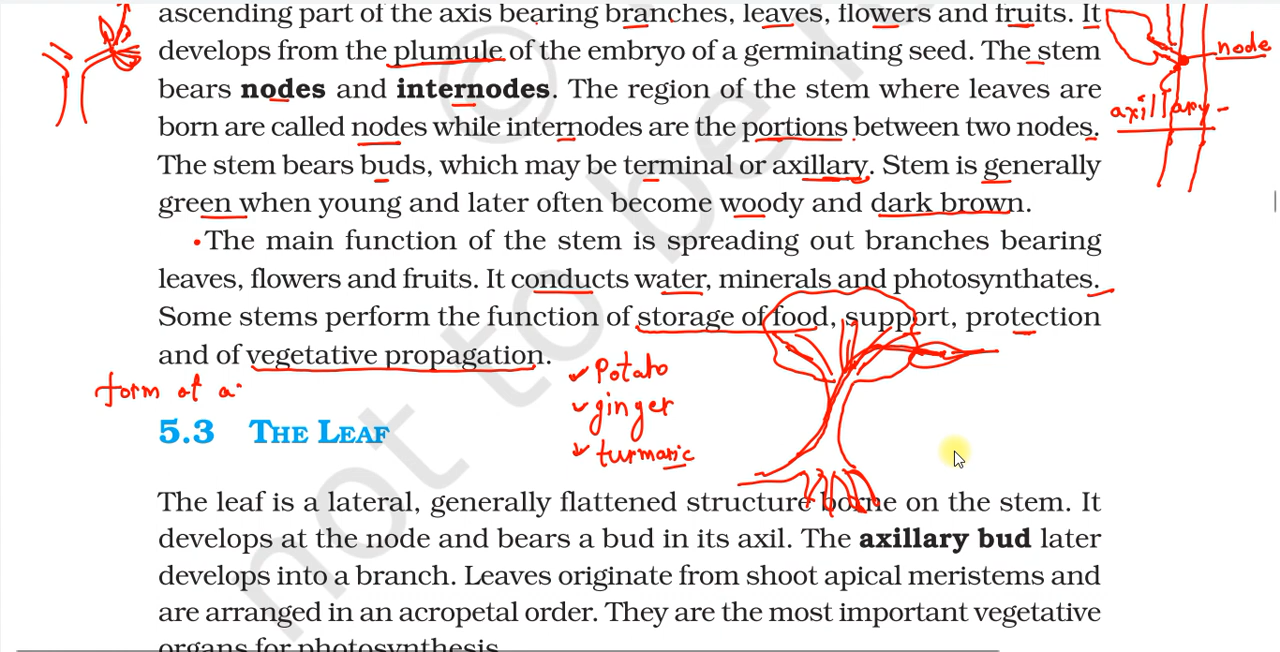 ascending part of the axis bearing branches, leaves, flowers and fruits. It
develops from the plumule of the embryo of a germinating seed. The stem
node
bears nodes and internodes. The region of the stem where leaves are
axillary -
born are called nodes while internodes are the portions between two nodes.
The stem bears buds, which may be terminal or axillary. Stem is generally
green when young and later often become woody and dark brown.
•The main function of the stem is spreading out branches bearing
leaves, flowers and fruits. It conducts water, minerals and photosynthates.
Some stems perform the function of storage of food, support, protection
and of vegetative propagation.
Potato
form of a
ginger
5.3 THE LEAF
turmaric
The leaf is a lateral, generally flattened structure borne on the stem. It
develops at the node and bears a bud in its axil. The axillary bud later
develops into a branch. Leaves originate from shoot apical meristems and
are arranged in an acropetal order. They are the most important vegetative
organs for photosynthesis
not to be r